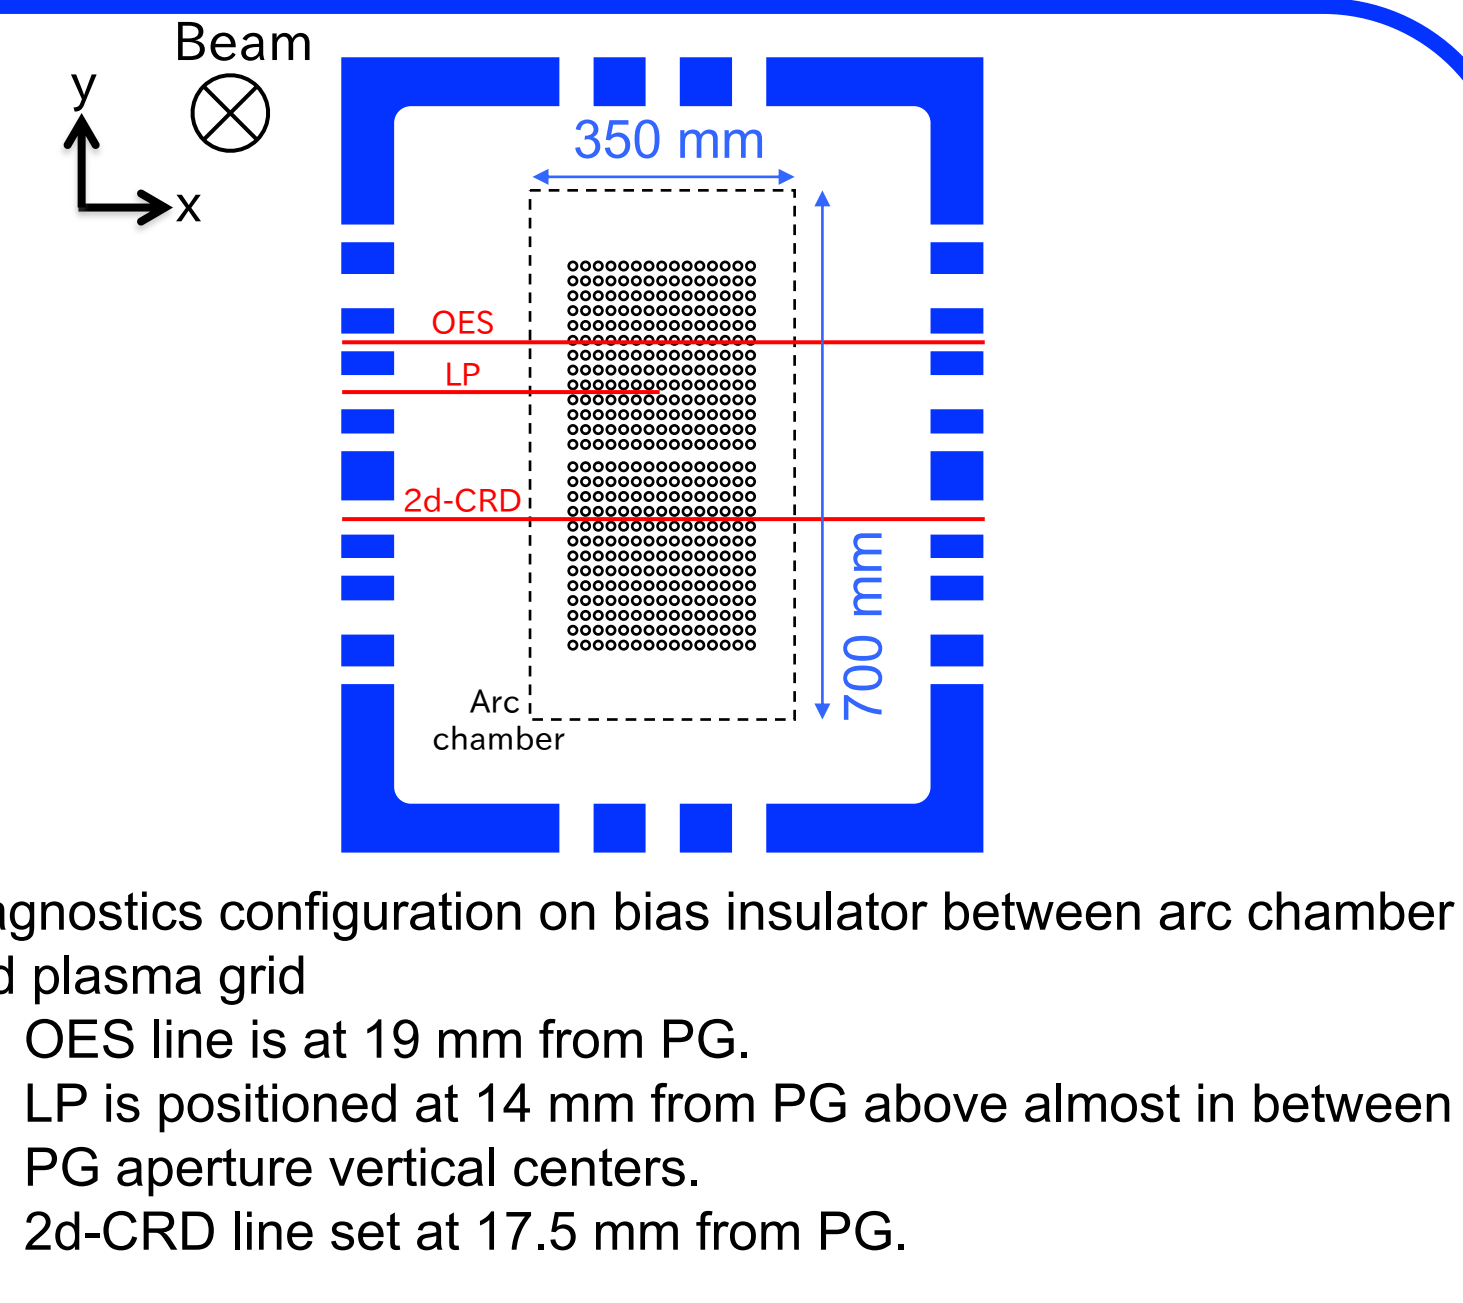 Beam
y
x
350 mm
OES
LP
2d-CRD
700 mm
Arc
chamber
agnostics configuration on bias insulator between arc chamber
d plasma grid
OES line is at 19 mm from PG.
LP is positioned at 14 mm from PG above almost in between
PG aperture vertical centers.
2d-CRD line set at 17.5 mm from PG.